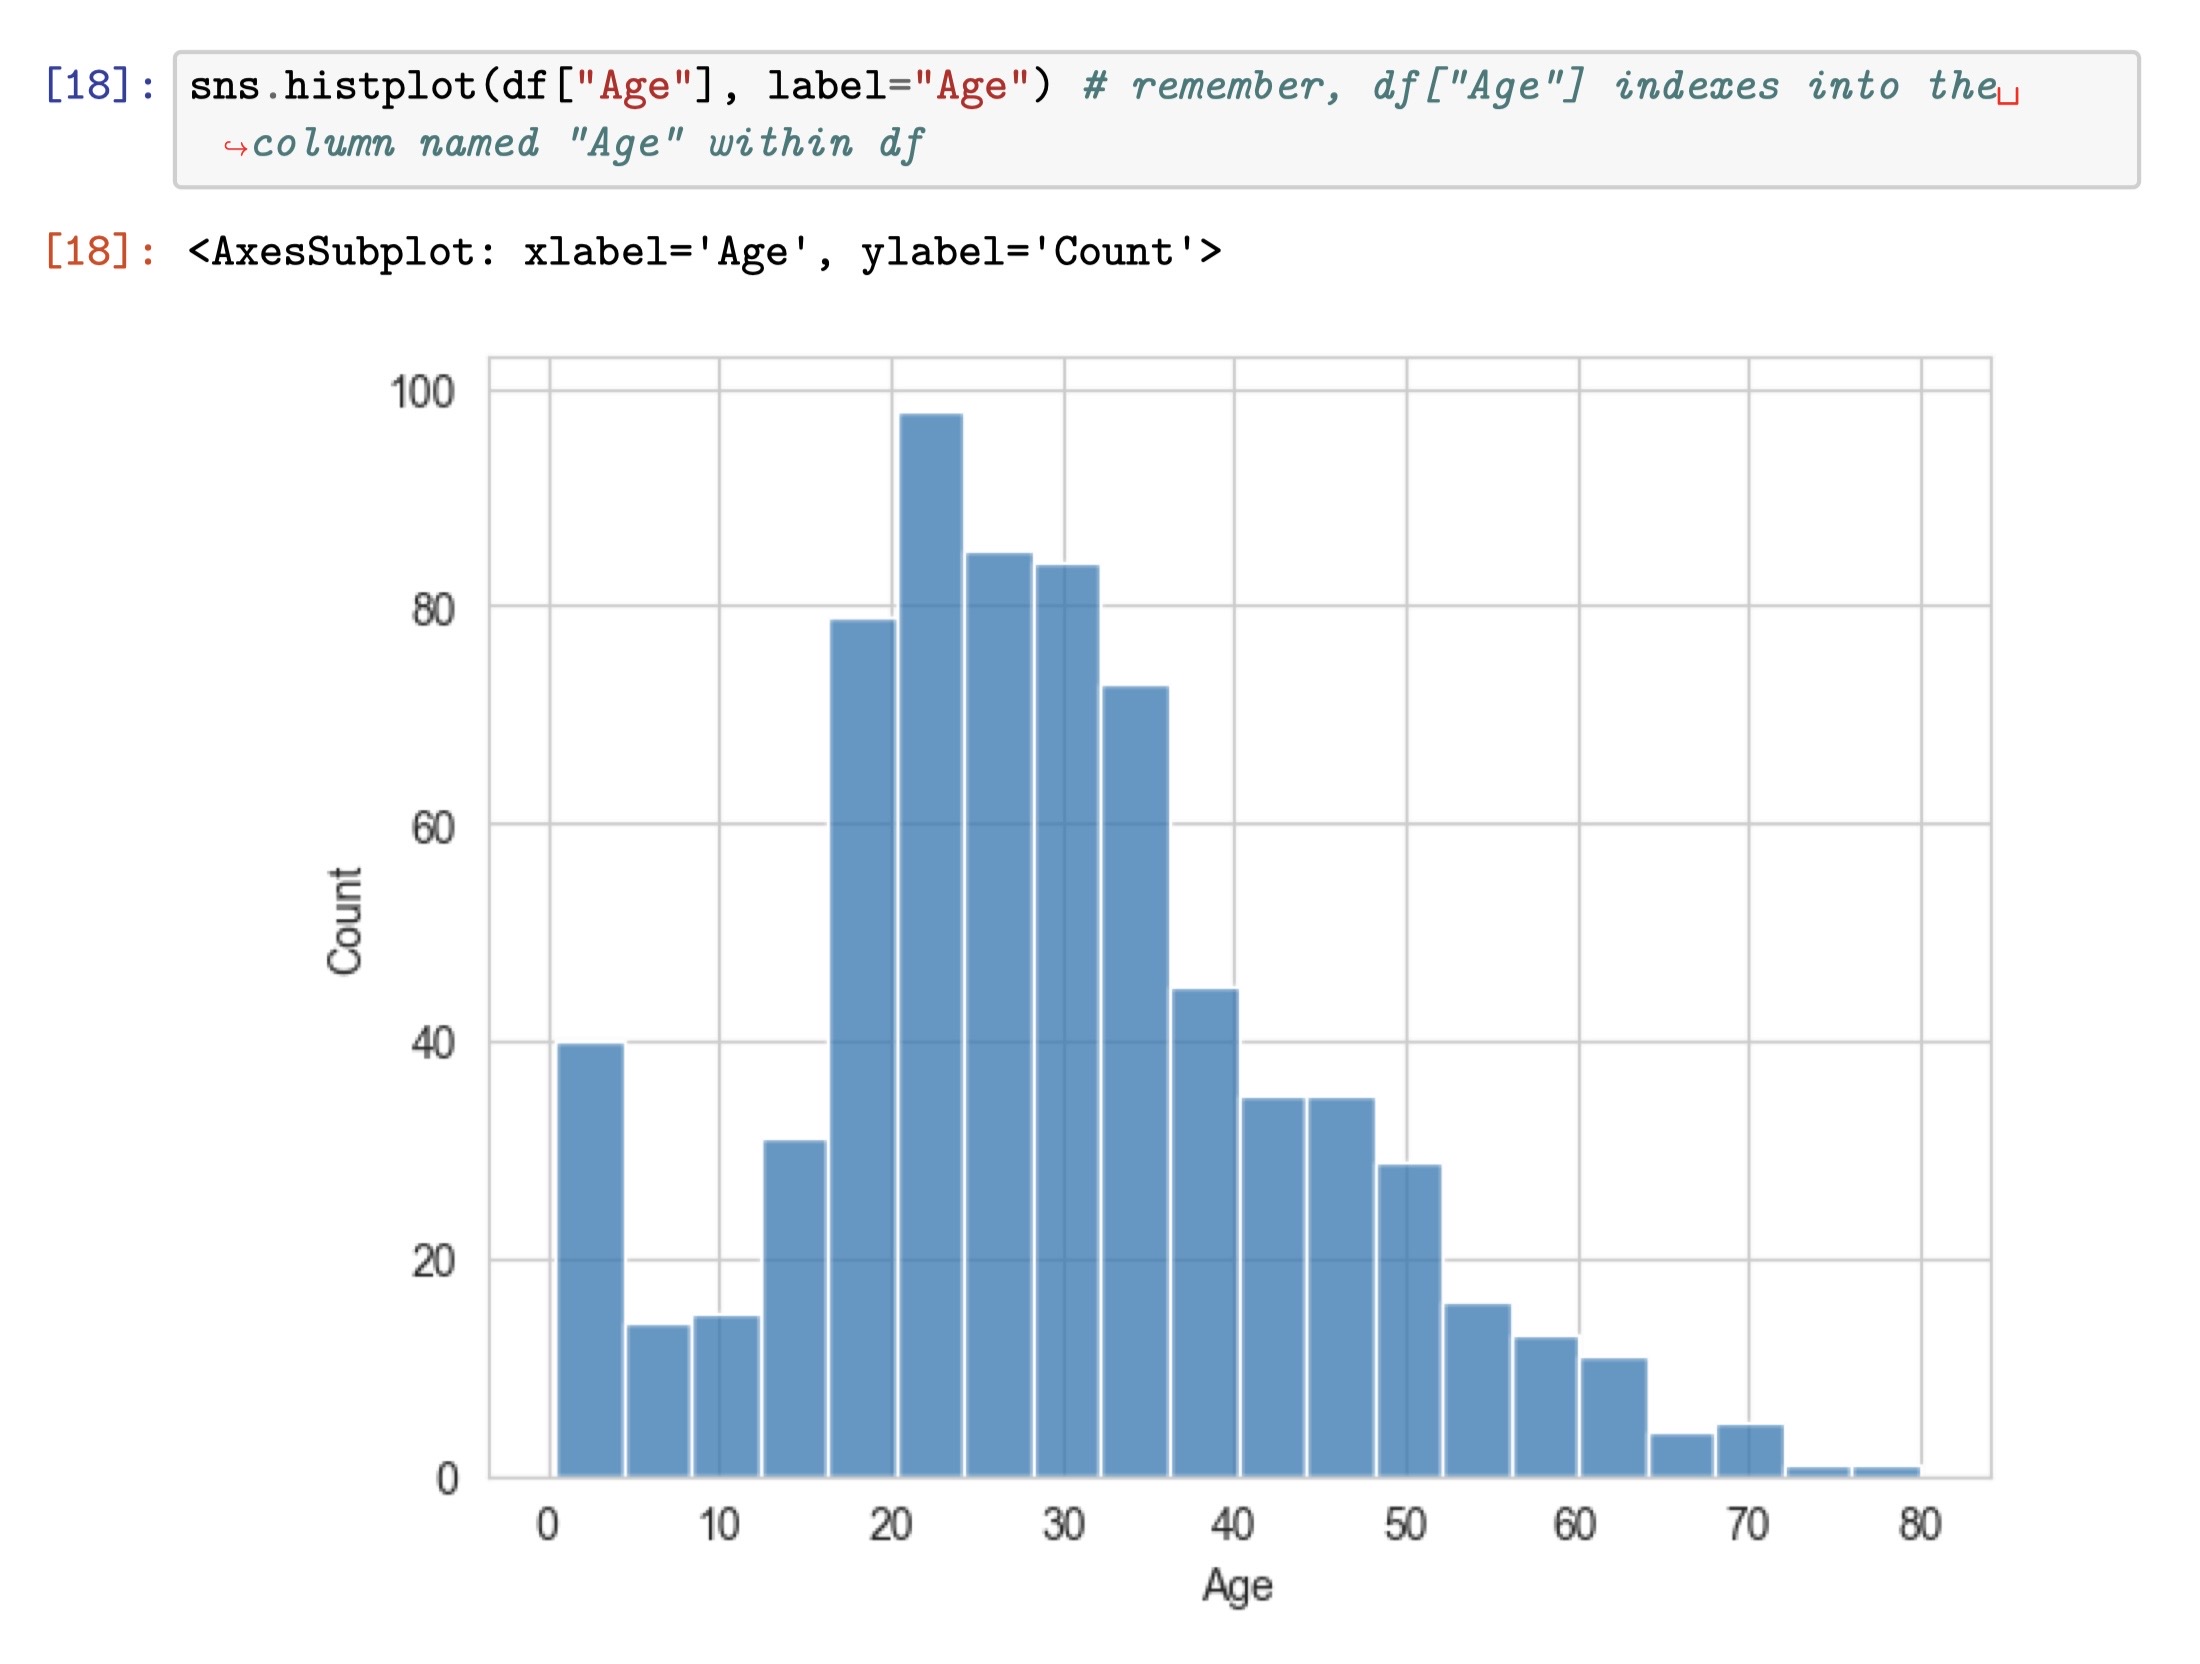 [18]: sns.histplot(df["Age"], label="Age") # remember, df["Age"] indexes into the␣
↪column named "Age" within df
[18]: <AxesSubplot: xlabel='Age', ylabel='Count'>
100
80
60
40
20
0
Count
0 10 20 30 40 50 60 70 80
Age